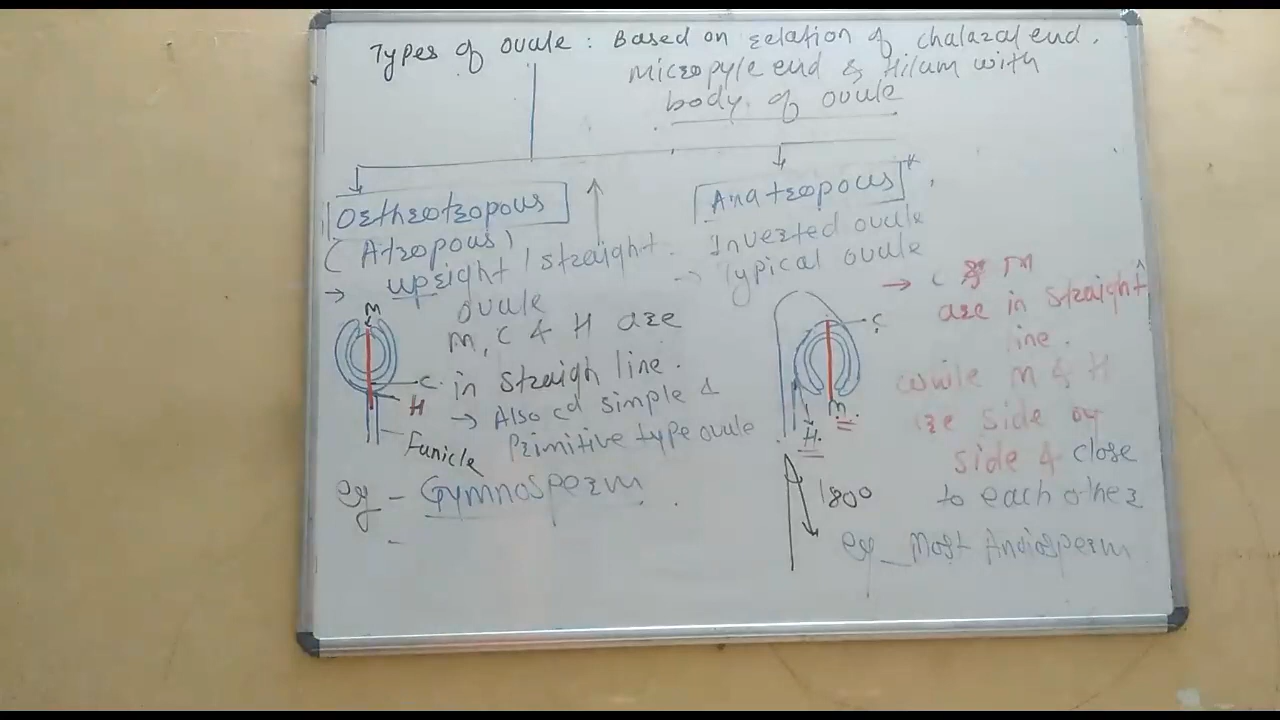 Types of ovule : Based on relation of chalazal end,
micropyle end & Hilum with
body of ovule
Orthrotropous
(Atropous)
→ upright / straight
ovule
M, C & H are
in straigh line.
→ Also cd simple &
Primitive type ovule
M
C
H
Funicle
eg - Gymnosperm
Anatropous *
Inverted ovule
→ Typical ovule
→ C & M
are in straight
line.
while M & H
are side by
side & close
to each other
C
M
H
180°
eg - Most Angiosperm